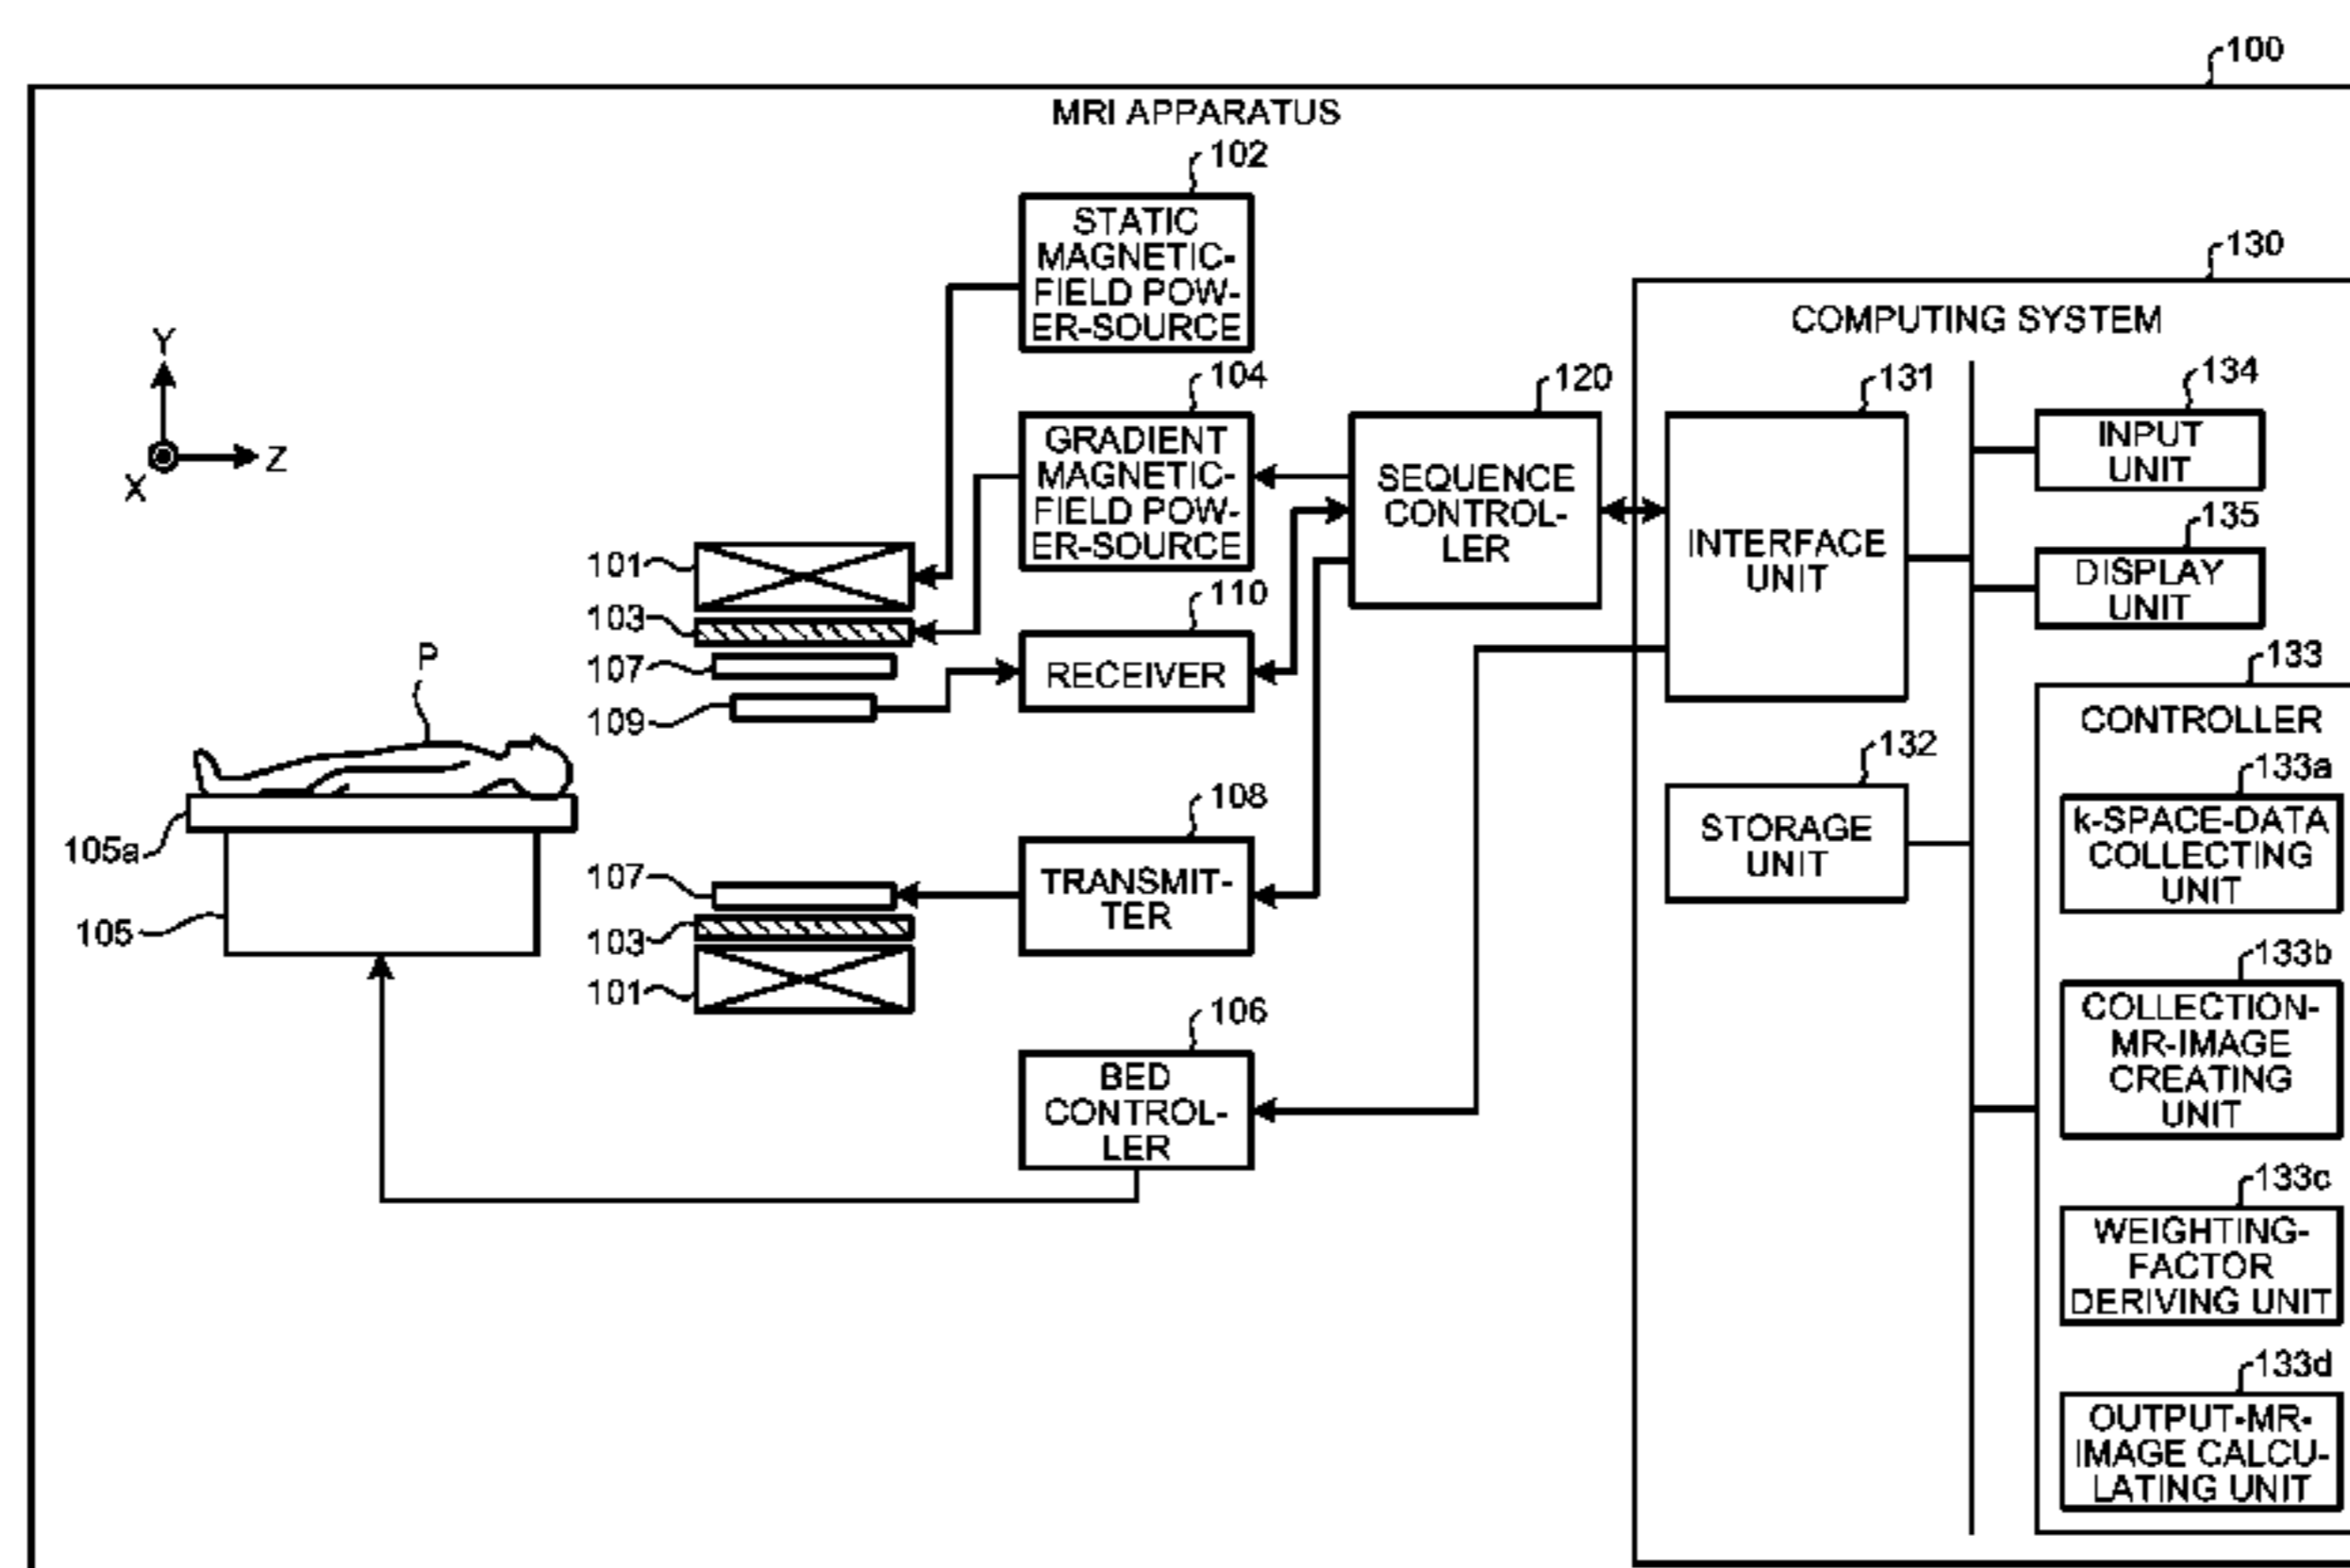 100
MRI APPARATUS
102
STATIC
MAGNETIC-
FIELD POW-
ER-SOURCE
130
COMPUTING SYSTEM
Y
X
Z
104
GRADIENT
MAGNETIC-
FIELD POW-
ER-SOURCE
120
SEQUENCE
CONTROL-
LER
131
INTERFACE
UNIT
134
INPUT
UNIT
135
DISPLAY
UNIT
101
103
107
109
110
RECEIVER
P
105a
105
132
STORAGE
UNIT
133
CONTROLLER
133a
k-SPACE-DATA
COLLECTING
UNIT
108
TRANSMIT-
TER
107
103
101
133b
COLLECTION-
MR-IMAGE
CREATING
UNIT
106
BED
CONTROL-
LER
133c
WEIGHTING-
FACTOR
DERIVING UNIT
133d
OUTPUT-MR-
IMAGE CALCU-
LATING UNIT